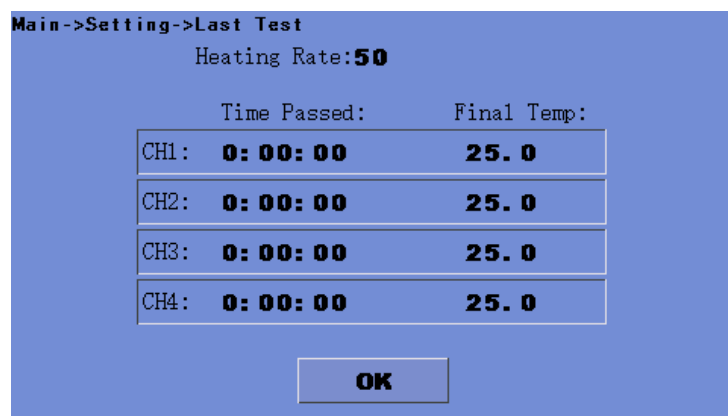 Main->Setting->Last Test
Heating Rate:50
Time Passed: Final Temp:
CH1: 0:00:00 25.0
CH2: 0:00:00 25.0
CH3: 0:00:00 25.0
CH4: 0:00:00 25.0
OK